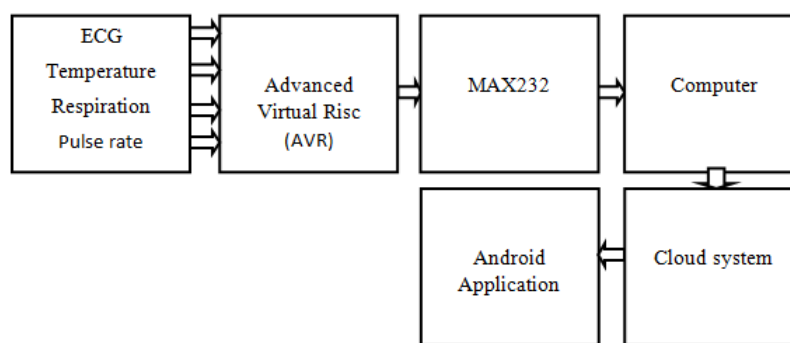 ECG
Temperature
Respiration
Pulse rate
Advanced
Virtual Risc
(AVR)
MAX232
Computer
Android
Application
Cloud system